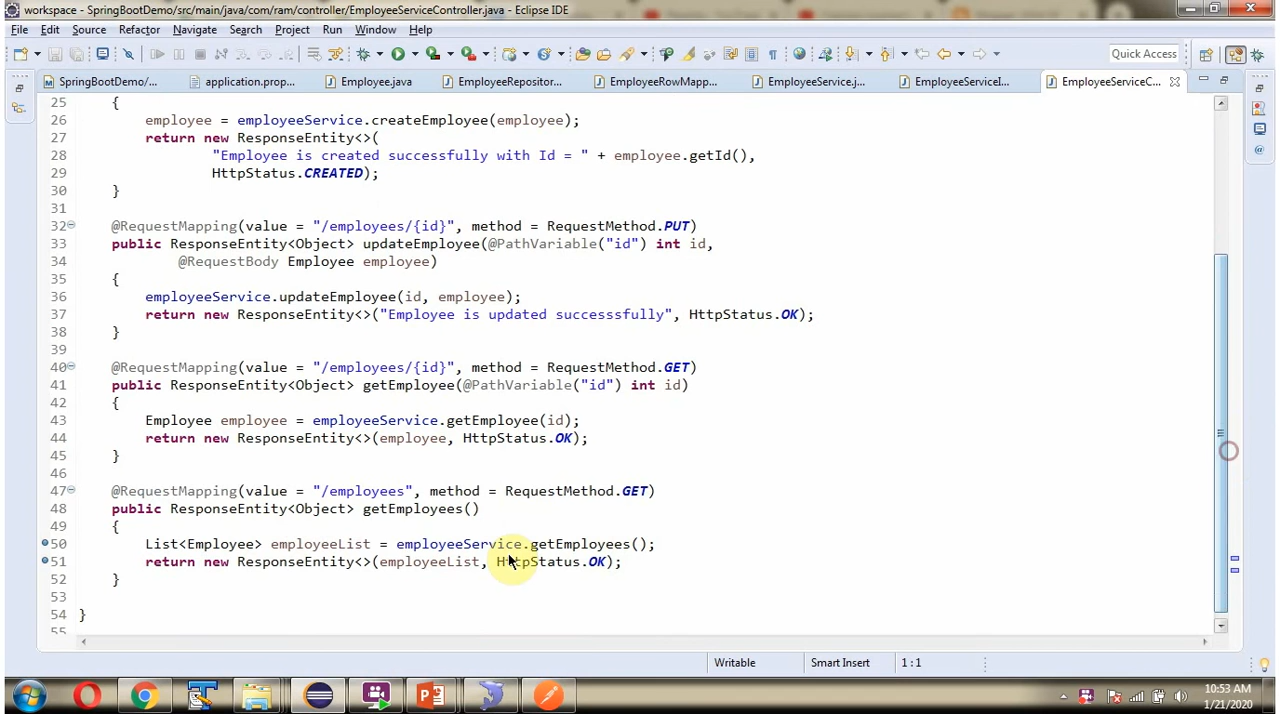 workspace - SpringBootDemo/src/main/java/com/ram/controller/EmployeeServiceController.java - Eclipse IDE
File Edit Source Refactor Navigate Search Project Run Window Help
Quick Access
SpringBootDemo/... application.prop... Employee.java EmployeeRepositor... EmployeeRowMapp... EmployeeService.j... EmployeeServiceI... EmployeeServiceC...
25 {
26 employee = employeeService.createEmployee(employee);
27 return new ResponseEntity<>(
28 "Employee is created successfully with Id = " + employee.getId(),
29 HttpStatus.CREATED);
30 }
31
32 @RequestMapping(value = "/employees/{id}", method = RequestMethod.PUT)
33 public ResponseEntity<Object> updateEmployee(@PathVariable("id") int id,
34 @RequestBody Employee employee)
35 {
36 employeeService.updateEmployee(id, employee);
37 return new ResponseEntity<>("Employee is updated successsfully", HttpStatus.OK);
38 }
39
40 @RequestMapping(value = "/employees/{id}", method = RequestMethod.GET)
41 public ResponseEntity<Object> getEmployee(@PathVariable("id") int id)
42 {
43 Employee employee = employeeService.getEmployee(id);
44 return new ResponseEntity<>(employee, HttpStatus.OK);
45 }
46
47 @RequestMapping(value = "/employees", method = RequestMethod.GET)
48 public ResponseEntity<Object> getEmployees()
49 {
50 List<Employee> employeeList = employeeService.getEmployees();
51 return new ResponseEntity<>(employeeList, HttpStatus.OK);
52 }
53
54 }
55
Writable Smart Insert 1 : 1
10:53 AM
1/21/2020